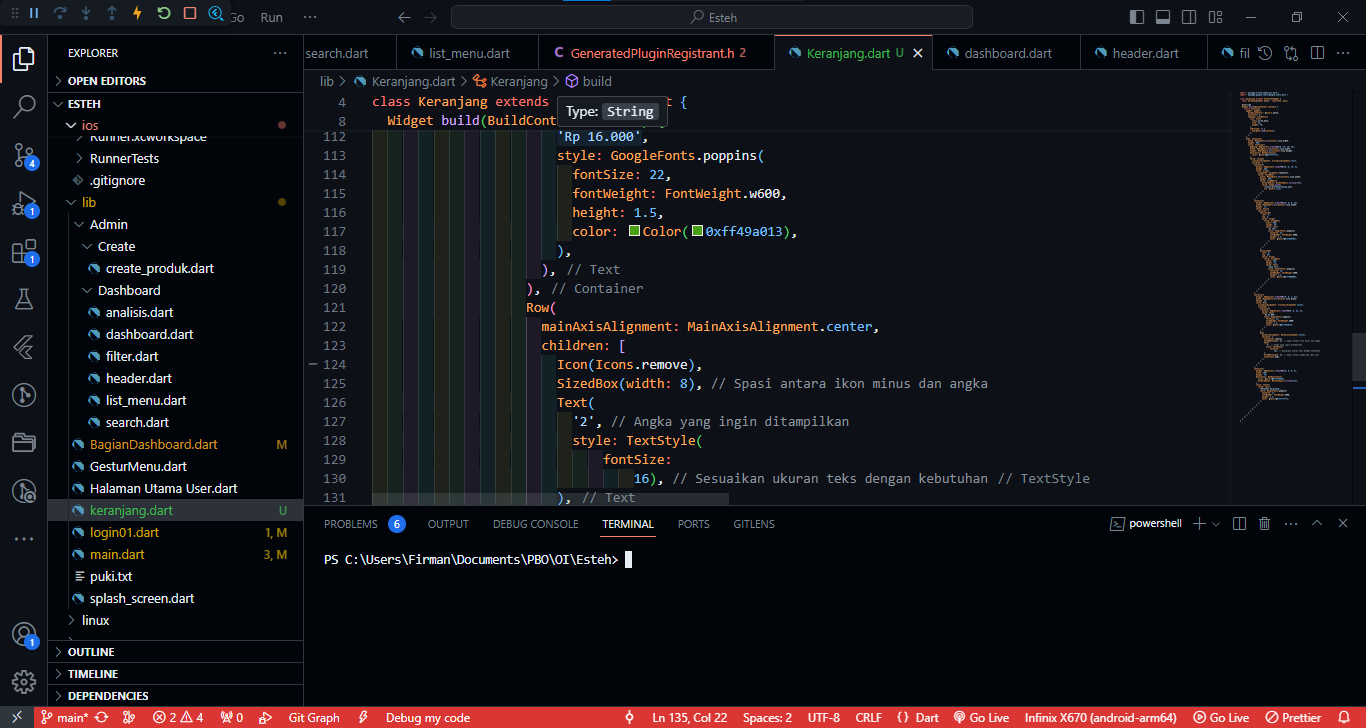 Go Run ···
Esteh
EXPLORER
OPEN EDITORS
ESTEH
ios
Runner.xcworkspace
RunnerTests
.gitignore
lib
Admin
Create
create_produk.dart
Dashboard
analisis.dart
dashboard.dart
filter.dart
header.dart
list_menu.dart
search.dart
BagianDashboard.dart M
GesturMenu.dart
Halaman Utama User.dart
keranjang.dart U
login01.dart 1, M
main.dart 3, M
puki.txt
splash_screen.dart
linux
OUTLINE
TIMELINE
DEPENDENCIES
4
1
1
1
search.dart list_menu.dart C GeneratedPluginRegistrant.h 2 Keranjang.dart U dashboard.dart header.dart fil
lib > Keranjang.dart > Keranjang > build
4 class Keranjang extends t {
8 Widget build(BuildCont
Type: String
112 'Rp 16.000',
113 style: GoogleFonts.poppins(
114 fontSize: 22,
115 fontWeight: FontWeight.w600,
116 height: 1.5,
117 color: Color(0xff49a013),
118 ),
119 ), // Text
120 ), // Container
121 Row(
122 mainAxisAlignment: MainAxisAlignment.center,
123 children: [
124 Icon(Icons.remove),
125 SizedBox(width: 8), // Spasi antara ikon minus dan angka
126 Text(
127 '2', // Angka yang ingin ditampilkan
128 style: TextStyle(
129 fontSize:
130 16), // Sesuaikan ukuran teks dengan kebutuhan // TextStyle
131 ), // Text
PROBLEMS 6 OUTPUT DEBUG CONSOLE TERMINAL PORTS GITLENS powershell
PS C:\Users\Firman\Documents\PBO\OI\Esteh>
main* 2 4 0 Git Graph Debug my code Ln 135, Col 22 Spaces: 2 UTF-8 CRLF {} Dart Go Live Infinix X670 (android-arm64) Go Live Prettier